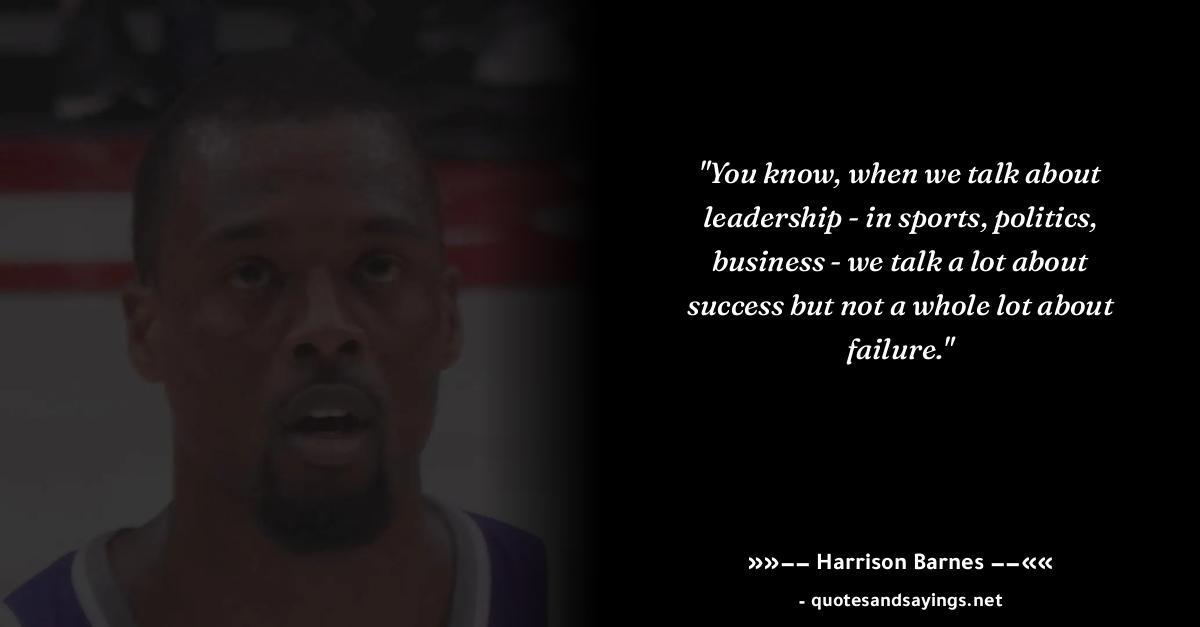 "You know, when we talk about
leadership - in sports, politics,
business - we talk a lot about
success but not a whole lot about
failure."
»»–– Harrison Barnes ––««
- quotesandsayings.net